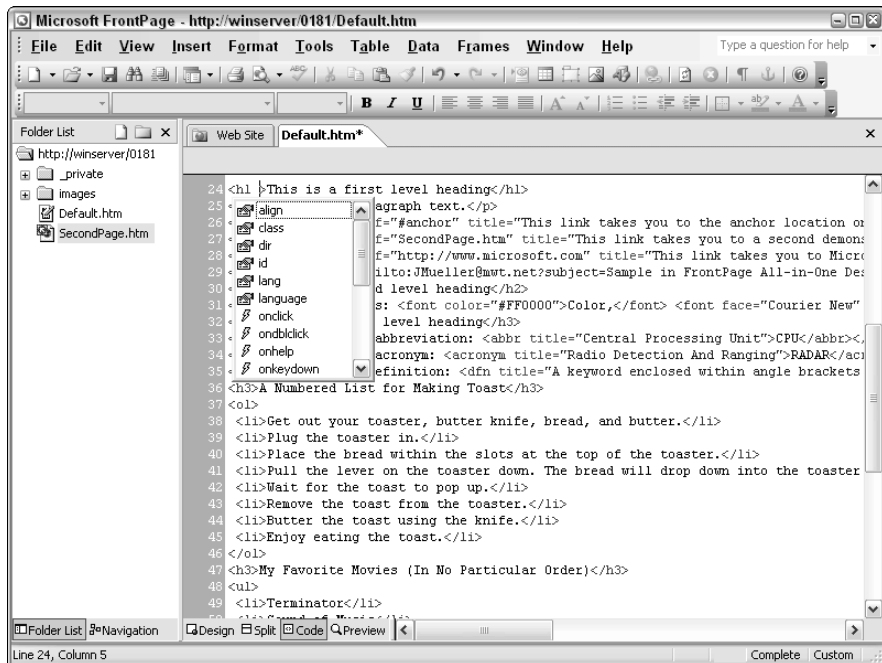 Microsoft FrontPage - http://winserver/0181/Default.htm
File Edit View Insert Format Tools Table Data Frames Window Help Type a question for help
B I U
Folder List
http://winserver/0181
_private
images
Default.htm
SecondPage.htm
Web Site Default.htm*
24 <h1 >This is a first level heading</h1>
25 agraph text.</p>
26 f="#anchor" title="This link takes you to the anchor location or
27 f="SecondPage.htm" title="This link takes you to a second demons
28 f="http://www.microsoft.com" title="This link takes you to Micro
29 ilto:JMueller@mwt.net?subject=Sample in FrontPage All-in-One Des
30 d level heading</h2>
31 s: <font color="#FF0000">Color,</font> <font face="Courier New"
32 level heading</h3>
33 abbreviation: <abbr title="Central Processing Unit">CPU</abbr></
34 acronym: <acronym title="Radio Detection And Ranging">RADAR</acr
35 efinition: <dfn title="A keyword enclosed within angle brackets
align
class
dir
id
lang
language
onclick
ondblclick
onhelp
onkeydown
36 <h3>A Numbered List for Making Toast</h3>
37 <ol>
38 <li>Get out your toaster, butter knife, bread, and butter.</li>
39 <li>Plug the toaster in.</li>
40 <li>Place the bread within the slots at the top of the toaster.</li>
41 <li>Pull the lever on the toaster down. The bread will drop down into the toaster
42 <li>Wait for the toast to pop up.</li>
43 <li>Remove the toast from the toaster.</li>
44 <li>Butter the toast using the knife.</li>
45 <li>Enjoy eating the toast.</li>
46 </ol>
47 <h3>My Favorite Movies (In No Particular Order)</h3>
48 <ul>
49 <li>Terminator</li>
Folder List Navigation
Design Split Code Preview
Line 24, Column 5
Complete Custom